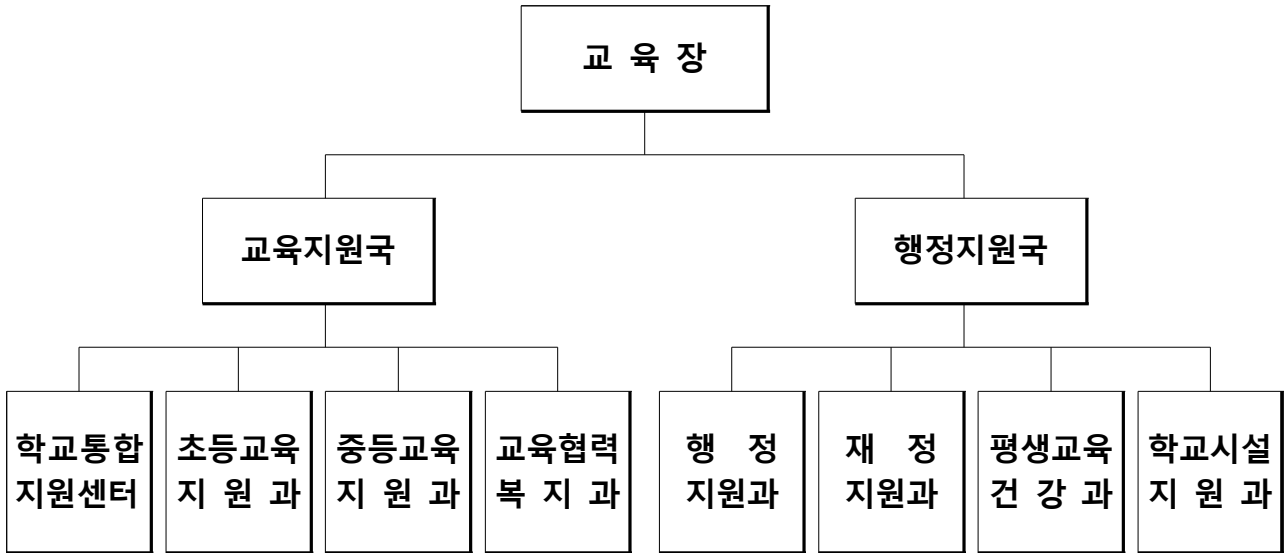 교 육 장
교육지원국
행정지원국
학교통합
지원센터
초등교육
지 원 과
중등교육
지 원 과
교육협력
복 지 과
행 정
지원과
재 정
지원과
평생교육
건 강 과
학교시설
지 원 과